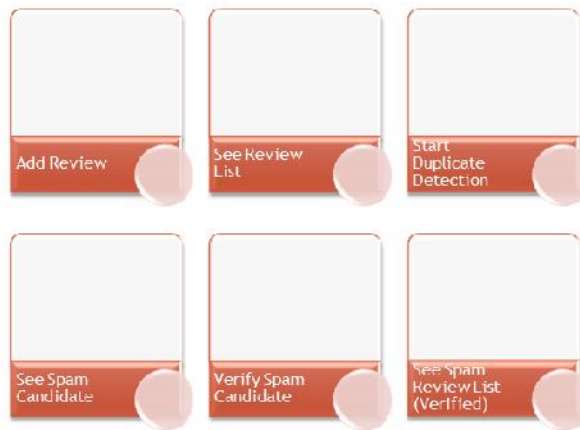 Add Review
See Review
List
Start
Duplicate
Detection
See Spam
Candidate
Verify Spam
Candidate
See Spam
Review List
(Verified)